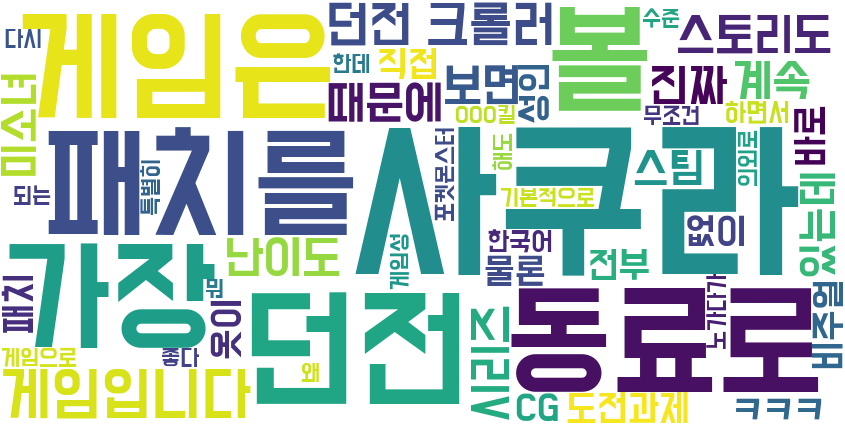 다시
게임은
던전 크롤러
볼
수준
스토리도
한데
직접
보면
성인
진짜
계속
미소녀
때문에
OOO킬
무조건
하면서
바로
패치를
사쿠라
포켓몬스터
해도
스팀
의외로
되는
특별히
기본적으로
있는데
가장
난이도
게임성
한국어
물론
전부
없이
패치
뭔
옷이
던전
시리즈
동료로
노가다가
비주얼
게임으로
좋다
왜
게임입니다
CG
도전과제
ㅋㅋㅋ